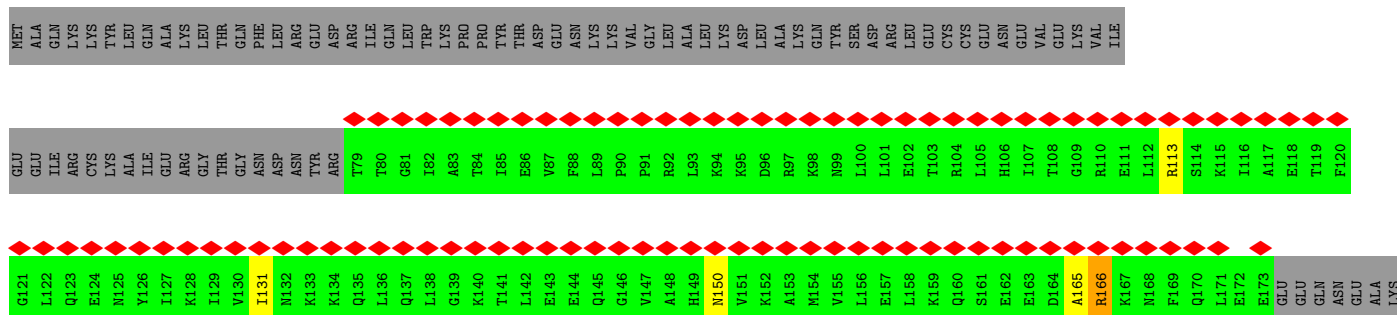 MET ALA GLN LYS LYS TYR LEU GLN ALA LYS LEU THR GLN PHE LEU ARG GLU ASP ARG ILE GLN LEU TRP LYS PRO PRO TYR THR ASP GLU ASN LYS LYS VAL GLY LEU ALA LEU LYS ASP LEU ALA LYS GLN TYR SER ASP ARG LEU GLU CYS CYS GLU ASN GLU VAL GLU LYS VAL ILE
GLU GLU ILE ARG CYS LYS ALA ILE GLU ARG GLY THR GLY ASN ASP ASN TYR ARG T79 T80 G81 I82 A83 T84 I85 E86 V87 F88 L89 P90 P91 R92 L93 K94 K95 D96 R97 K98 N99 L100 L101 E102 T103 R104 L105 H106 I107 T108 G109 R110 E111 L112 R113 S114 K115 I116 A117 E118 T119 F120
G121 L122 Q123 E124 N125 Y126 I127 K128 I129 V130 I131 N132 K133 K134 Q135 L136 Q137 L138 G139 K140 T141 L142 E143 E144 Q145 G146 V147 A148 H149 N150 V151 K152 A153 M154 V155 L156 E157 L158 K159 Q160 S161 E162 E163 D164 A165 R166 K167 N168 F169 Q170 L171 E172 E173 GLU GLU GLN ASN GLU ALA LYS